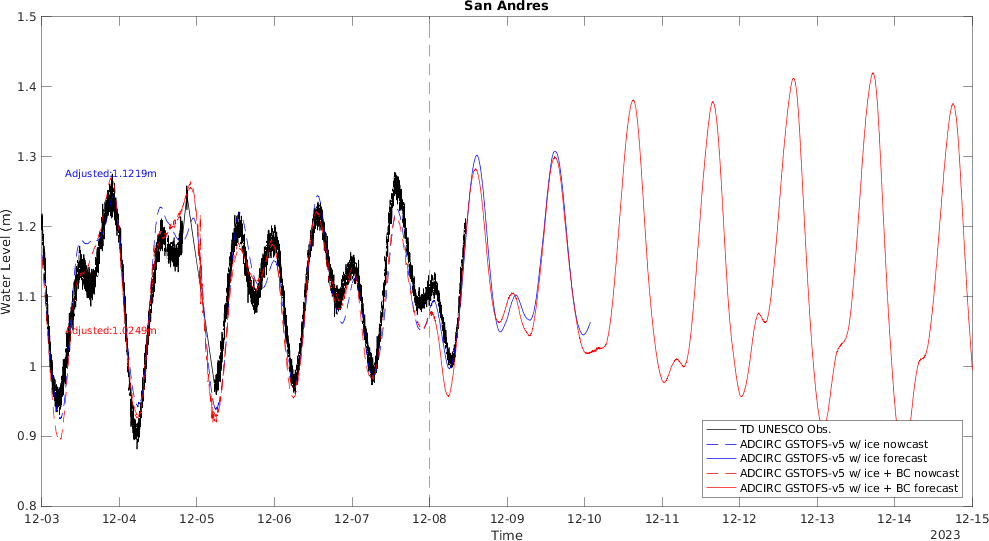 San Andres
1.5
1.4
1.3
1.2
1.1
1
0.9
0.8
Water Level (m)
Adjusted:1.1219m
Adjusted:1.0249m
TD UNESCO Obs.
ADCIRC GSTOFS-v5 w/ ice nowcast
ADCIRC GSTOFS-v5 w/ ice forecast
ADCIRC GSTOFS-v5 w/ ice + BC nowcast
ADCIRC GSTOFS-v5 w/ ice + BC forecast
12-03 12-04 12-05 12-06 12-07 12-08 12-09 12-10 12-11 12-12 12-13 12-14 12-15
Time
2023